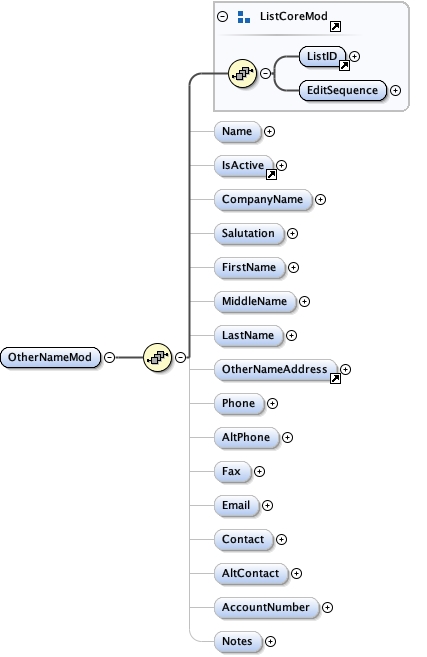 ListCoreMod
ListID
EditSequence
Name
IsActive
CompanyName
Salutation
FirstName
MiddleName
LastName
OtherNameMod
OtherNameAddress
Phone
AltPhone
Fax
Email
Contact
AltContact
AccountNumber
Notes